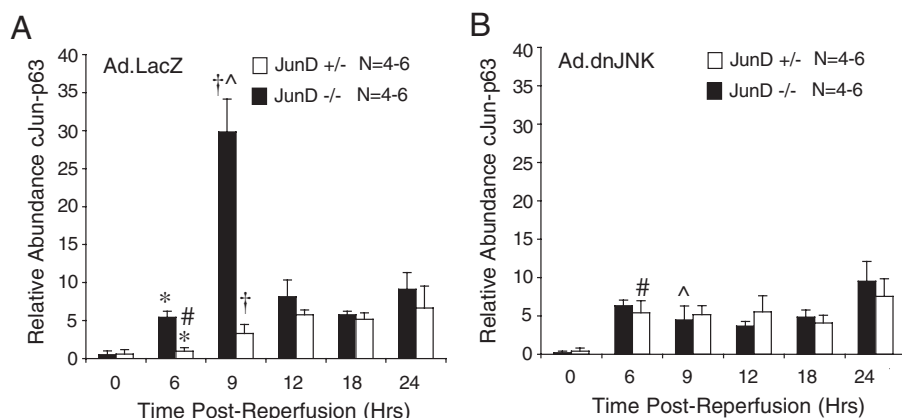 A
Ad.LacZ
JunD +/- N=4-6
JunD -/- N=4-6
Relative Abundance cJun-p63
40
35
30
25
20
15
10
5
0
*
#
*
†^
†
0 6 9 12 18 24
Time Post-Reperfusion (Hrs)
B
Ad.dnJNK
JunD +/- N=4-6
JunD -/- N=4-6
Relative Abundance cJun-p63
40
35
30
25
20
15
10
5
0
#
^
0 6 9 12 18 24
Time Post-Reperfusion (Hrs)